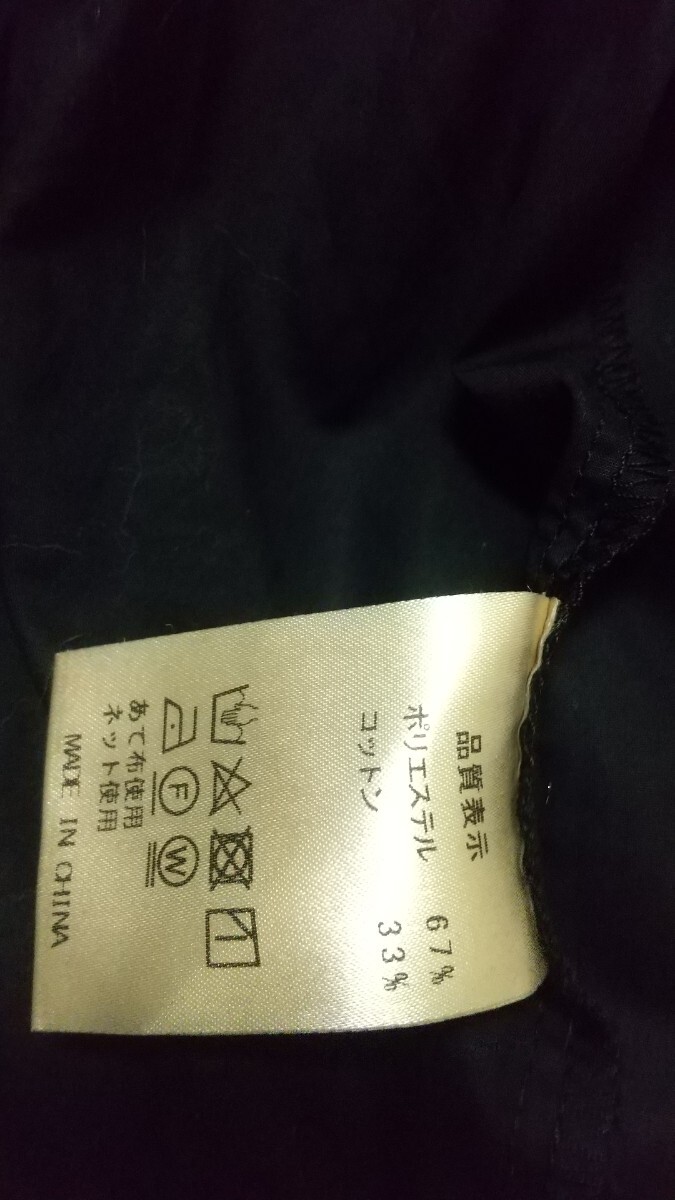 品質表示
ポリエステル 67%
コットン 33%
F W
あて布使用
ネット使用
MADE IN CHINA